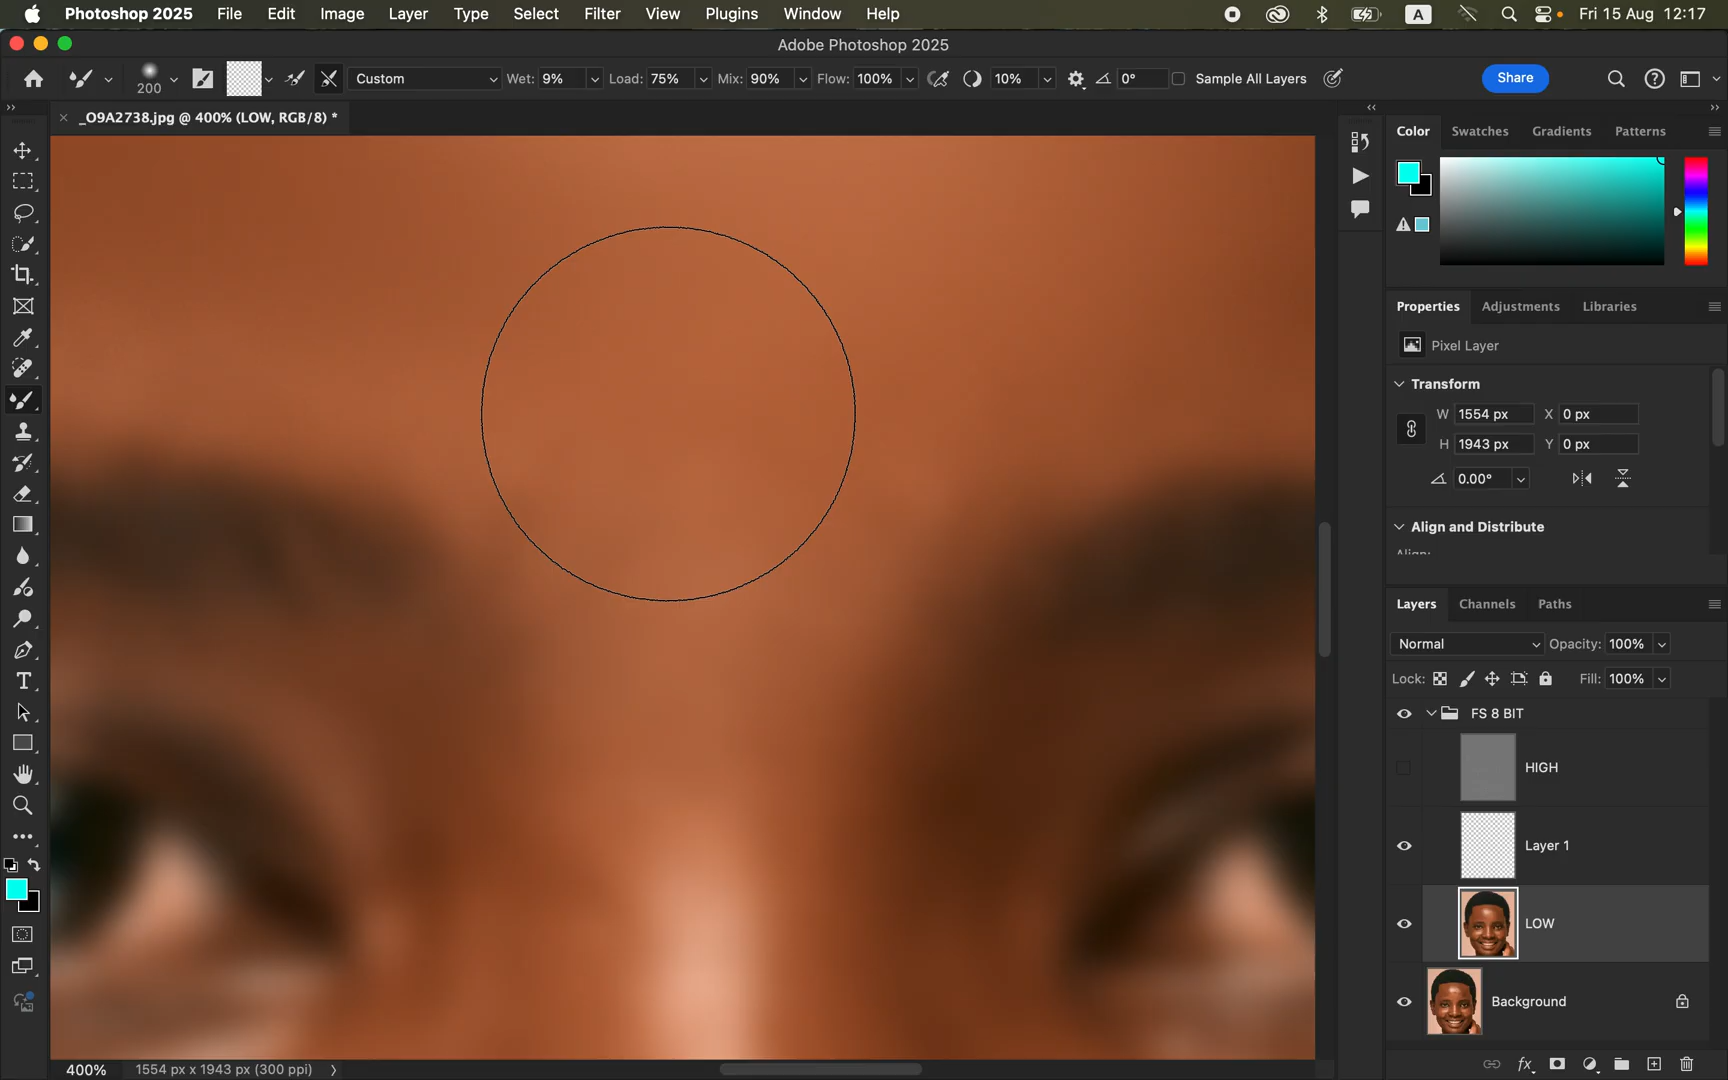 Photoshop 2025 File Edit Image Layer Type Select Filter View Plugins Window Help A Fri 15 Aug 12:17
Adobe Photoshop 2025
200 Custom Wet: 9% Load: 75% Mix: 90% Flow: 100% 10% 0° Sample All Layers Share
_O9A2738.jpg @ 400% (LOW, RGB/8) *
Color Swatches Gradients Patterns
Properties Adjustments Libraries
Pixel Layer
Transform
W 1554 px X 0 px
H 1943 px Y 0 px
0.00°
Align and Distribute
Align:
Layers Channels Paths
Normal Opacity: 100%
Lock: Fill: 100%
FS 8 BIT
HIGH
Layer 1
LOW
Background
fx
400% 1554 px x 1943 px (300 ppi)